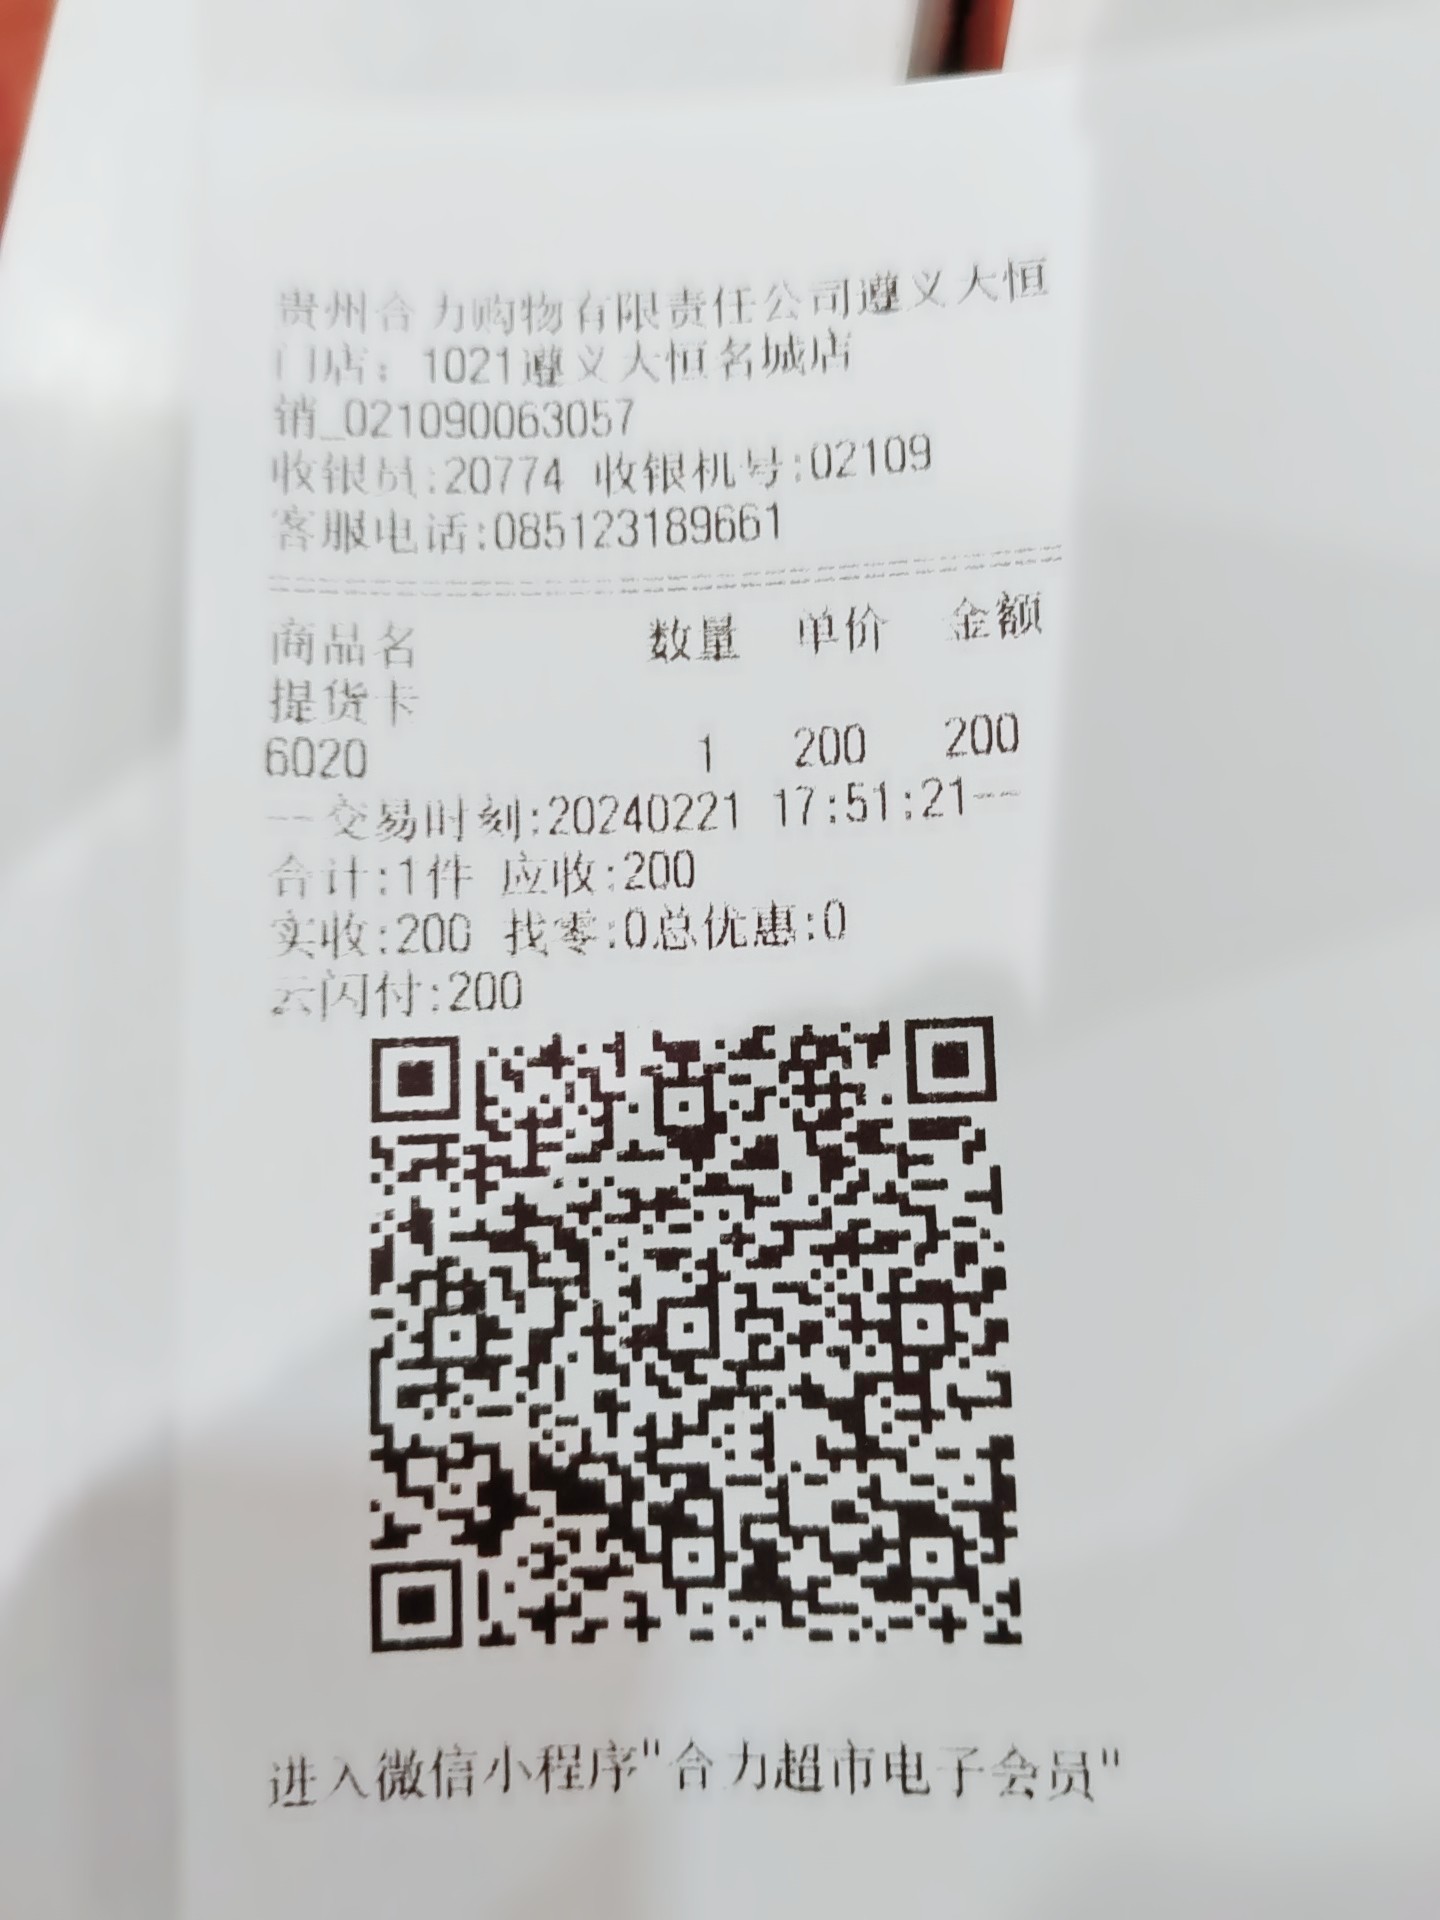 贵州合力购物有限责任公司遵义大恒
门店：1021遵义大恒名城店
销_021090063057
收银员:20774 收银机号:02109
客服电话:085123189661
商品名 数量 单价 金额
提货卡
6020 1 200 200
--交易时刻:20240221 17:51:21--
合计:1件 应收:200
实收:200 找零:0总优惠:0
云闪付:200
进入微信小程序"合力超市电子会员"